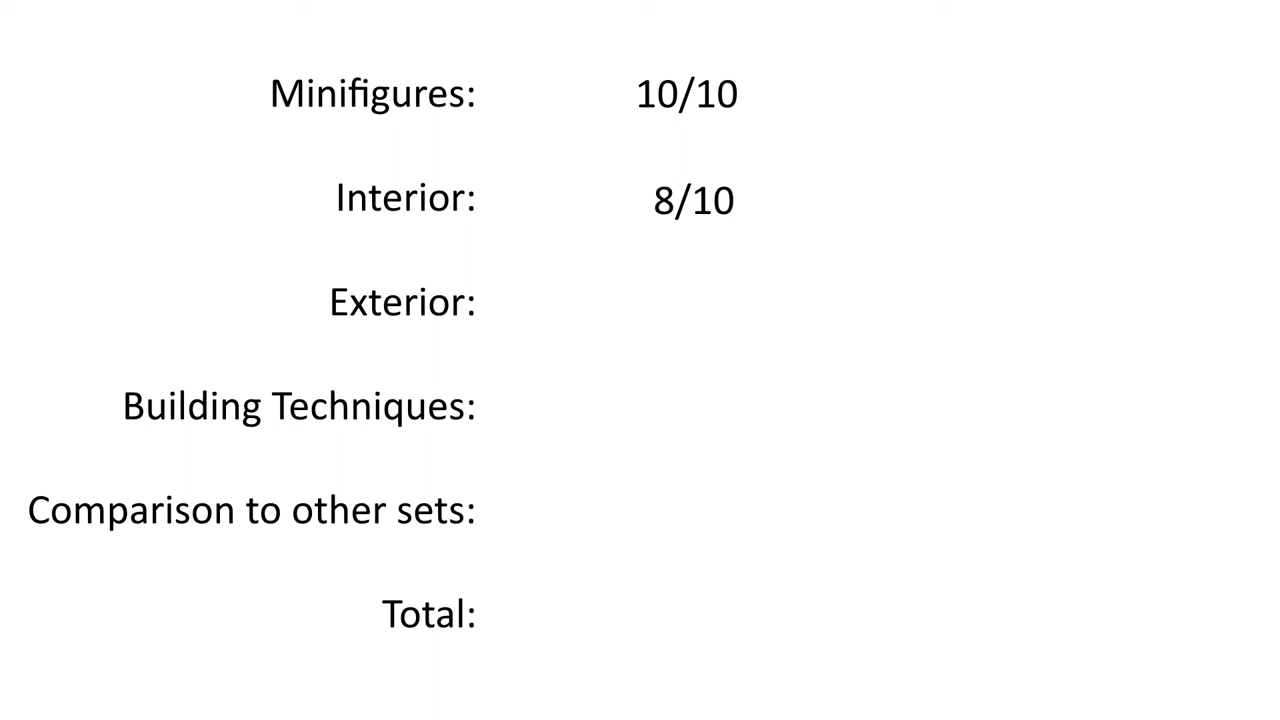 Minifigures: 10/10
Interior: 8/10
Exterior:
Building Techniques:
Comparison to other sets:
Total: